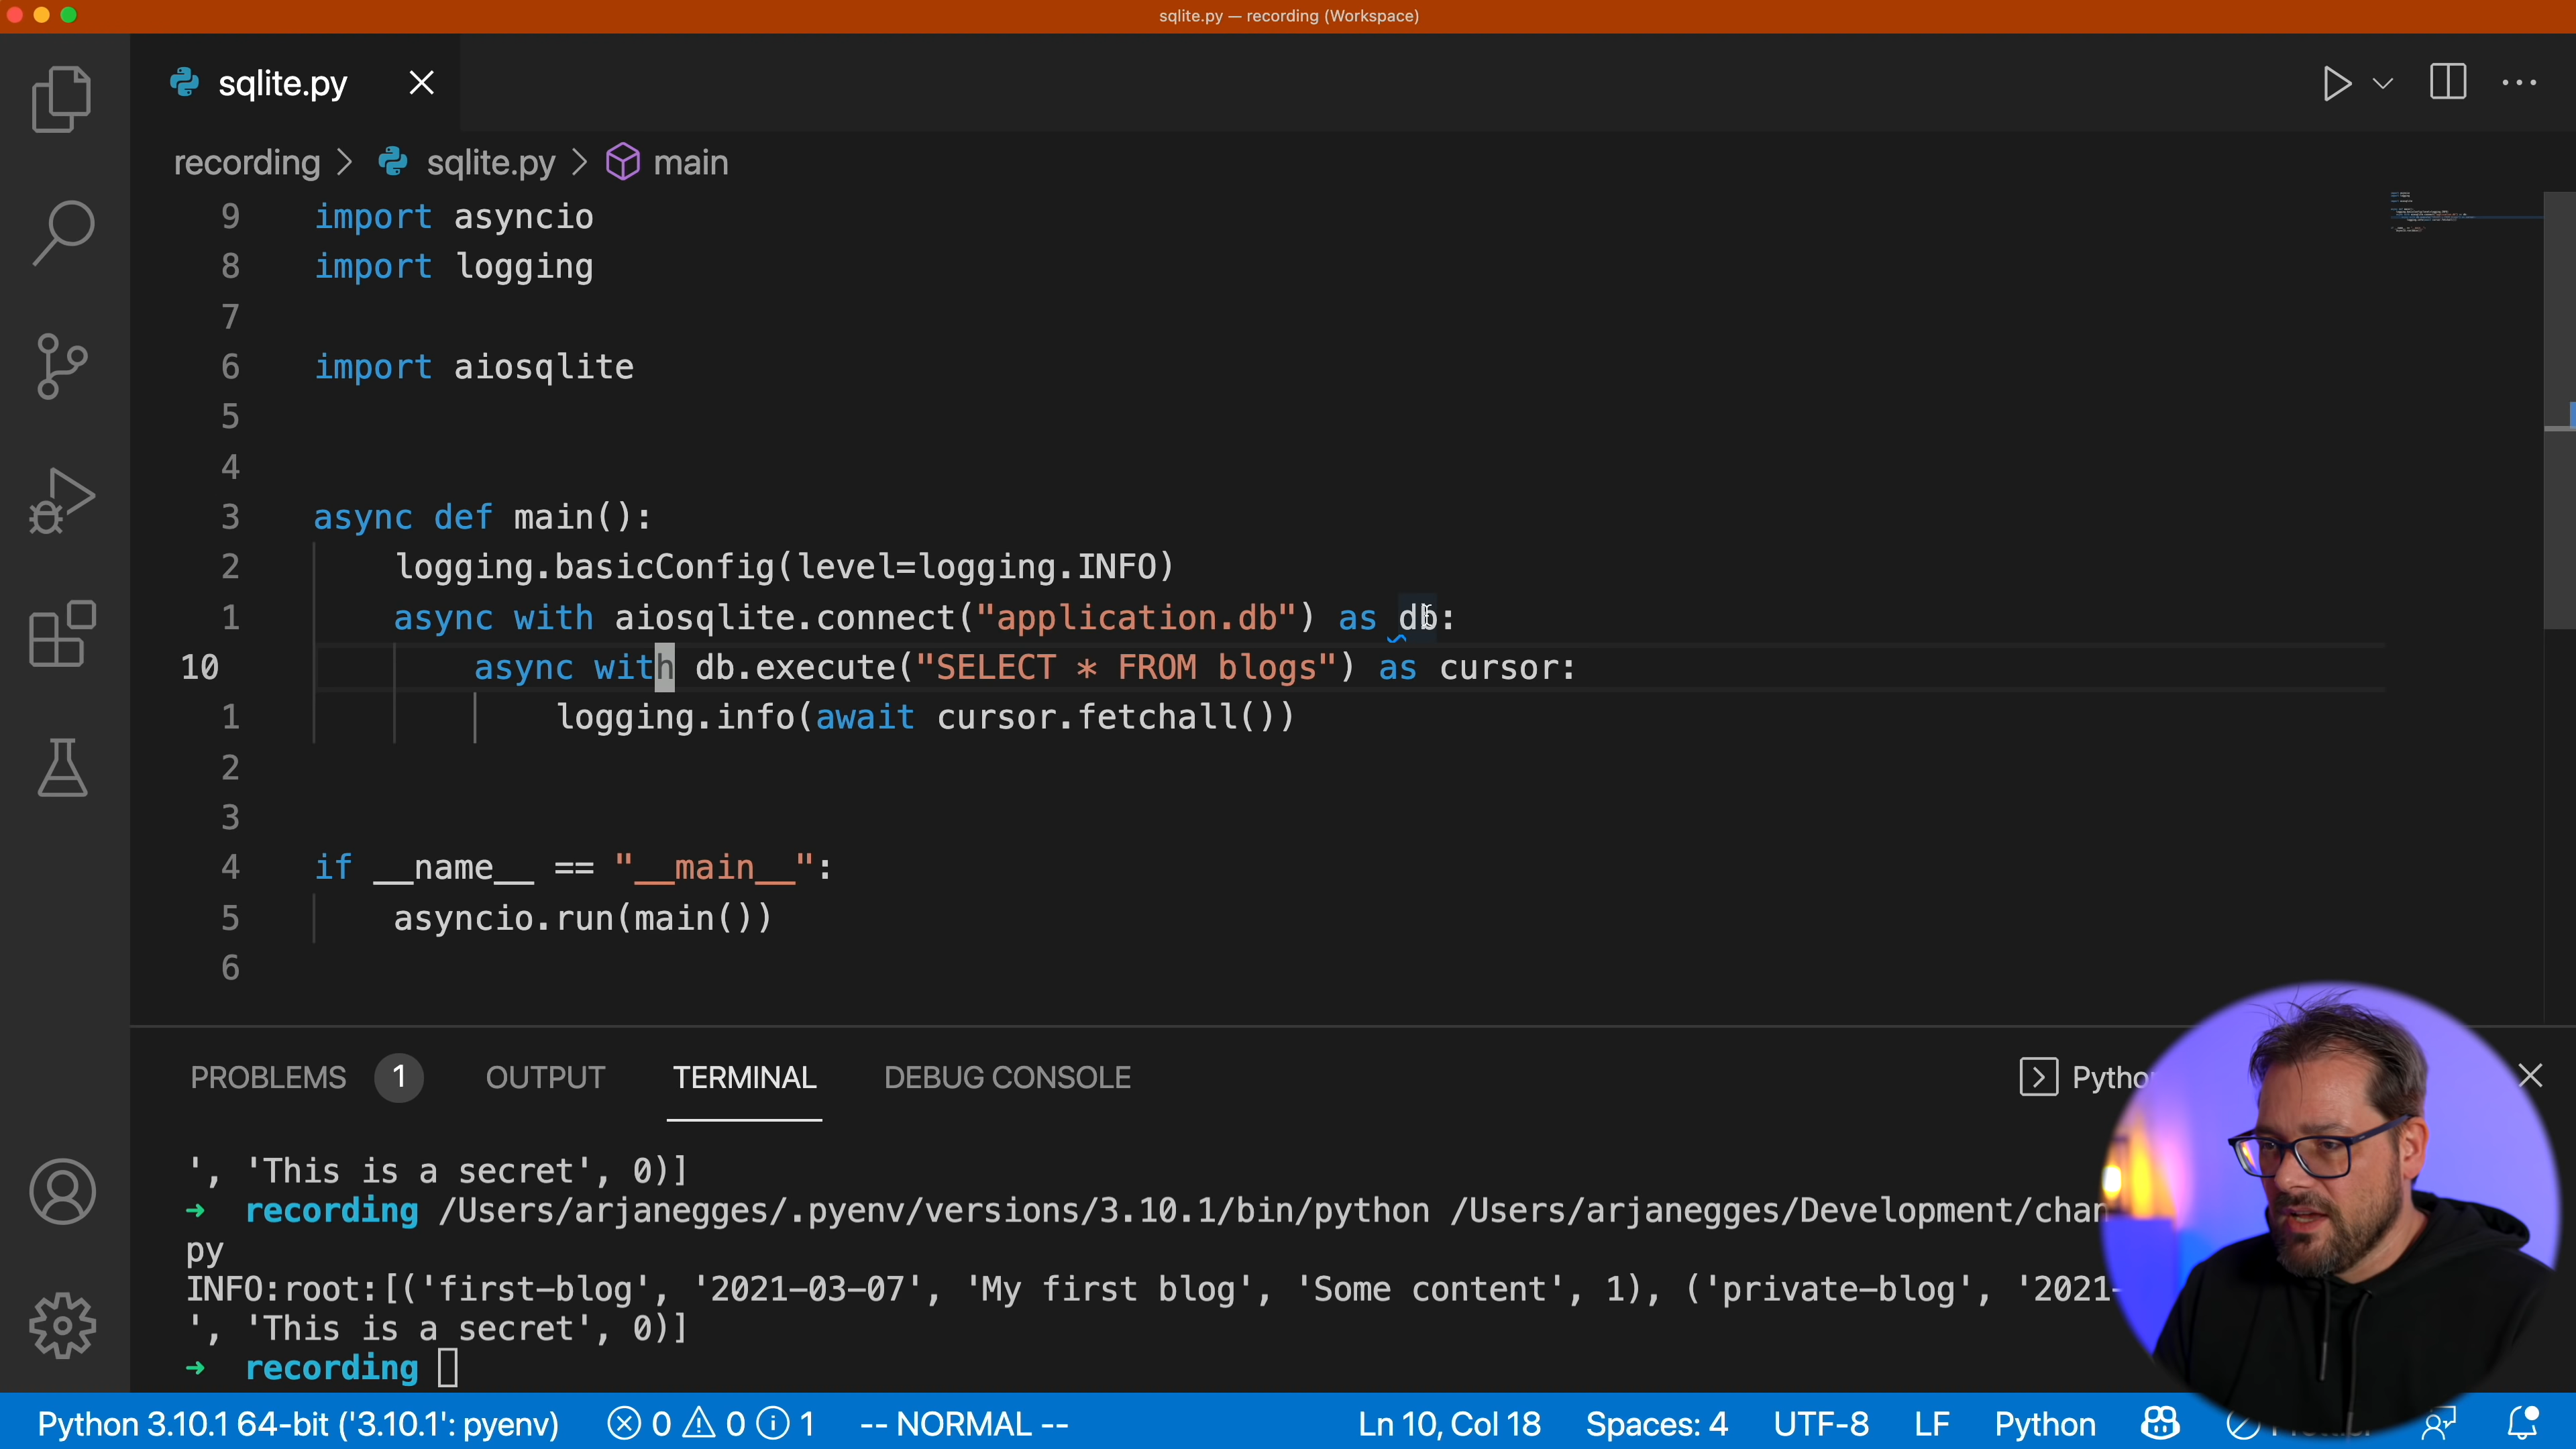 sqlite.py — recording (Workspace)
sqlite.py
recording > sqlite.py > main
9 import asyncio
8 import logging
7
6 import aiosqlite
5
4
3 async def main():
2 logging.basicConfig(level=logging.INFO)
1 async with aiosqlite.connect("application.db") as db:
10 async with db.execute("SELECT * FROM blogs") as cursor:
1 logging.info(await cursor.fetchall())
2
3
4 if __name__ == "__main__":
5 asyncio.run(main())
6
PROBLEMS 1 OUTPUT TERMINAL DEBUG CONSOLE
', 'This is a secret', 0)]
➜ recording /Users/arjanegges/.pyenv/versions/3.10.1/bin/python /Users/arjanegges/Development/chan
py
INFO:root:[('first-blog', '2021-03-07', 'My first blog', 'Some content', 1), ('private-blog', '2021-
', 'This is a secret', 0)]
➜ recording
Python 3.10.1 64-bit ('3.10.1': pyenv) 0 0 1 -- NORMAL -- Ln 10, Col 18 Spaces: 4 UTF-8 LF Python